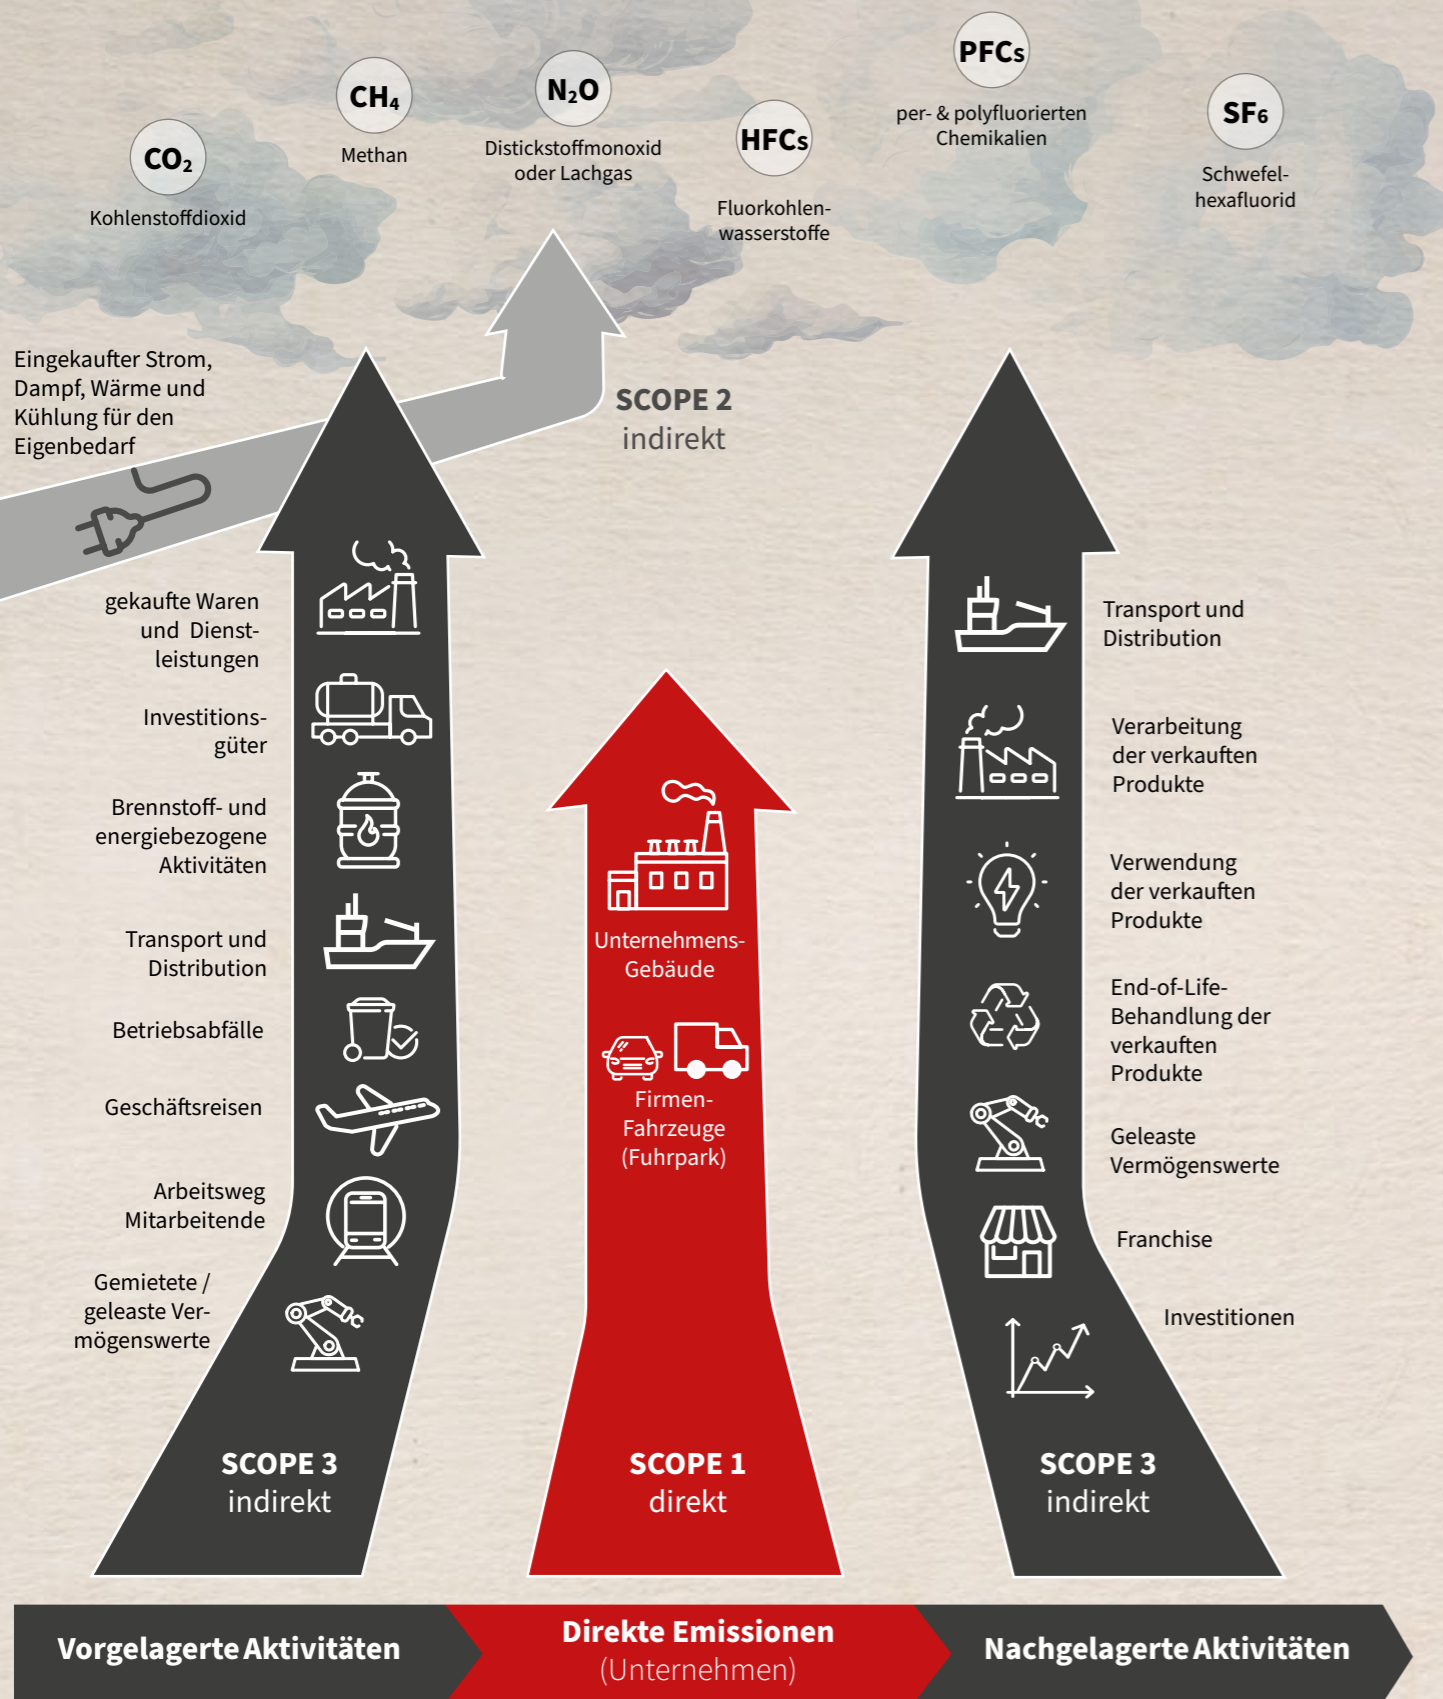 CO₂
Kohlenstoffdioxid
CH₄
Methan
N₂O
Distickstoffmonoxid
oder Lachgas
HFCs
Fluorkohlen-
wasserstoffe
PFCs
per- & polyfluorierten
Chemikalien
SF₆
Schwefel-
hexafluorid
Eingekaufter Strom,
Dampf, Wärme und
Kühlung für den
Eigenbedarf
SCOPE 2
indirekt
gekaufte Waren
und Dienst-
leistungen
Investitions-
güter
Brennstoff- und
energiebezogene
Aktivitäten
Transport und
Distribution
Betriebsabfälle
Geschäftsreisen
Arbeitsweg
Mitarbeitende
Gemietete /
geleaste Ver-
mögenswerte
SCOPE 3
indirekt
Unternehmens-
Gebäude
Firmen-
Fahrzeuge
(Fuhrpark)
SCOPE 1
direkt
Transport und
Distribution
Verarbeitung
der verkauften
Produkte
Verwendung
der verkauften
Produkte
End-of-Life-
Behandlung der
verkauften
Produkte
Geleaste
Vermögenswerte
Franchise
Investitionen
SCOPE 3
indirekt
Vorgelagerte Aktivitäten
Direkte Emissionen
(Unternehmen)
Nachgelagerte Aktivitäten